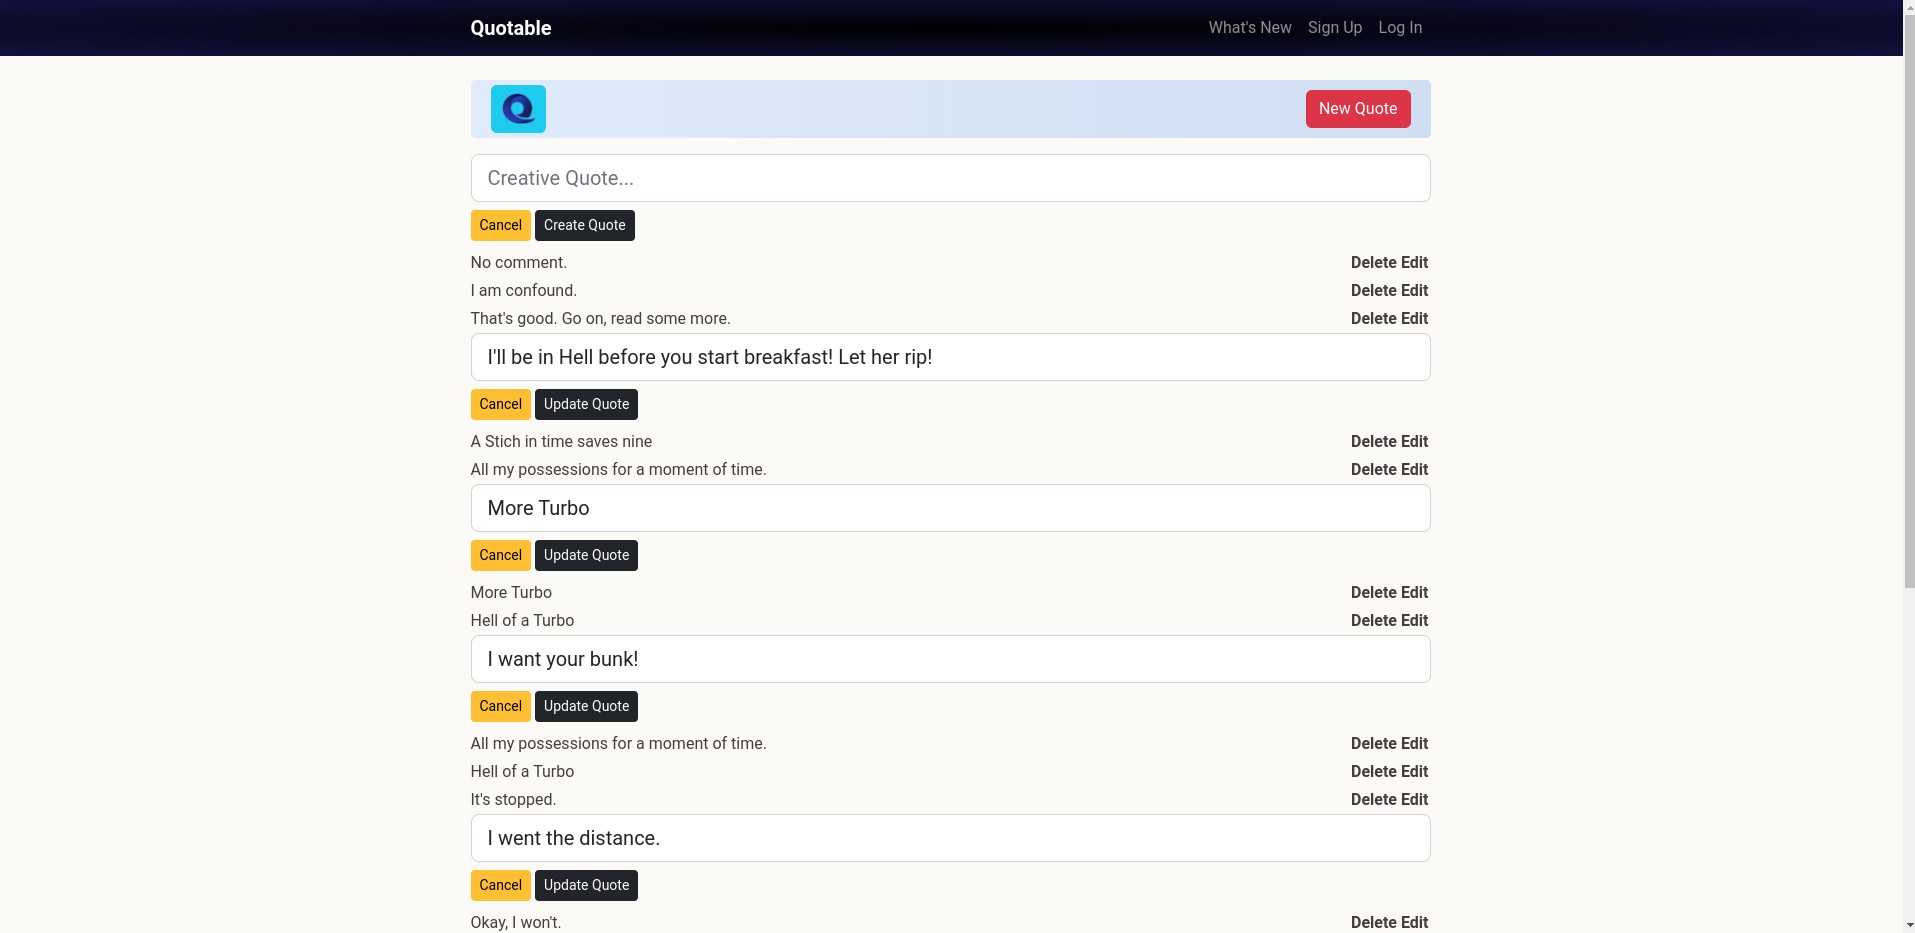 Quotable What's New Sign Up Log In
New Quote
Creative Quote...
Cancel Create Quote
No comment. Delete Edit
I am confound. Delete Edit
That's good. Go on, read some more. Delete Edit
I'll be in Hell before you start breakfast! Let her rip!
Cancel Update Quote
A Stich in time saves nine Delete Edit
All my possessions for a moment of time. Delete Edit
More Turbo
Cancel Update Quote
More Turbo Delete Edit
Hell of a Turbo Delete Edit
I want your bunk!
Cancel Update Quote
All my possessions for a moment of time. Delete Edit
Hell of a Turbo Delete Edit
It's stopped. Delete Edit
I went the distance.
Cancel Update Quote
Okay, I won't. Delete Edit